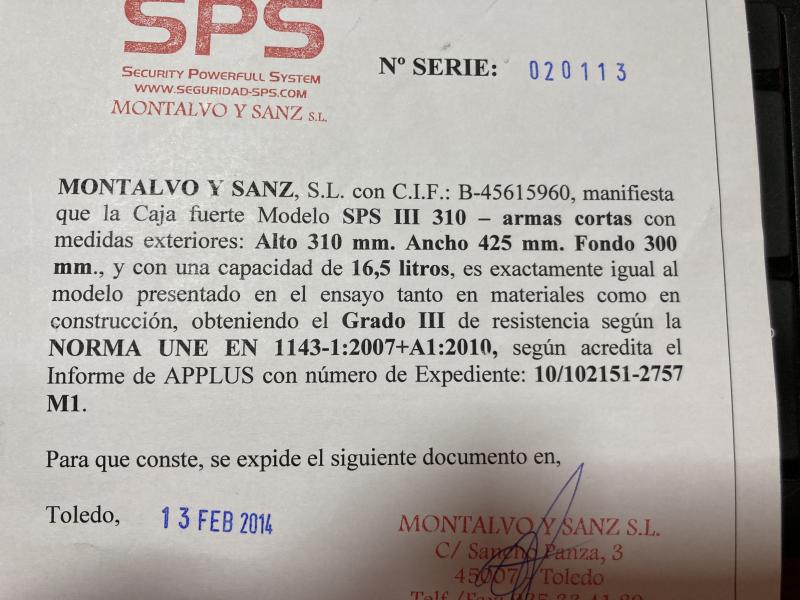 SPS
SECURITY POWERFULL SYSTEM
WWW.SEGURIDAD-SPS.COM
MONTALVO Y SANZ S.L.
Nº SERIE: 020113
MONTALVO Y SANZ, S.L. con C.I.F.: B-45615960, manifiesta
que la Caja fuerte Modelo SPS III 310 – armas cortas con
medidas exteriores: Alto 310 mm. Ancho 425 mm. Fondo 300
mm., y con una capacidad de 16,5 litros, es exactamente igual al
modelo presentado en el ensayo tanto en materiales como en
construcción, obteniendo el Grado III de resistencia según la
NORMA UNE EN 1143-1:2007+A1:2010, según acredita el
Informe de APPLUS con número de Expediente: 10/102151-2757
M1.
Para que conste, se expide el siguiente documento en,
Toledo, 13 FEB 2014
MONTALVO Y SANZ S.L.
C/ Sancho Panza, 3
45007 - Toledo